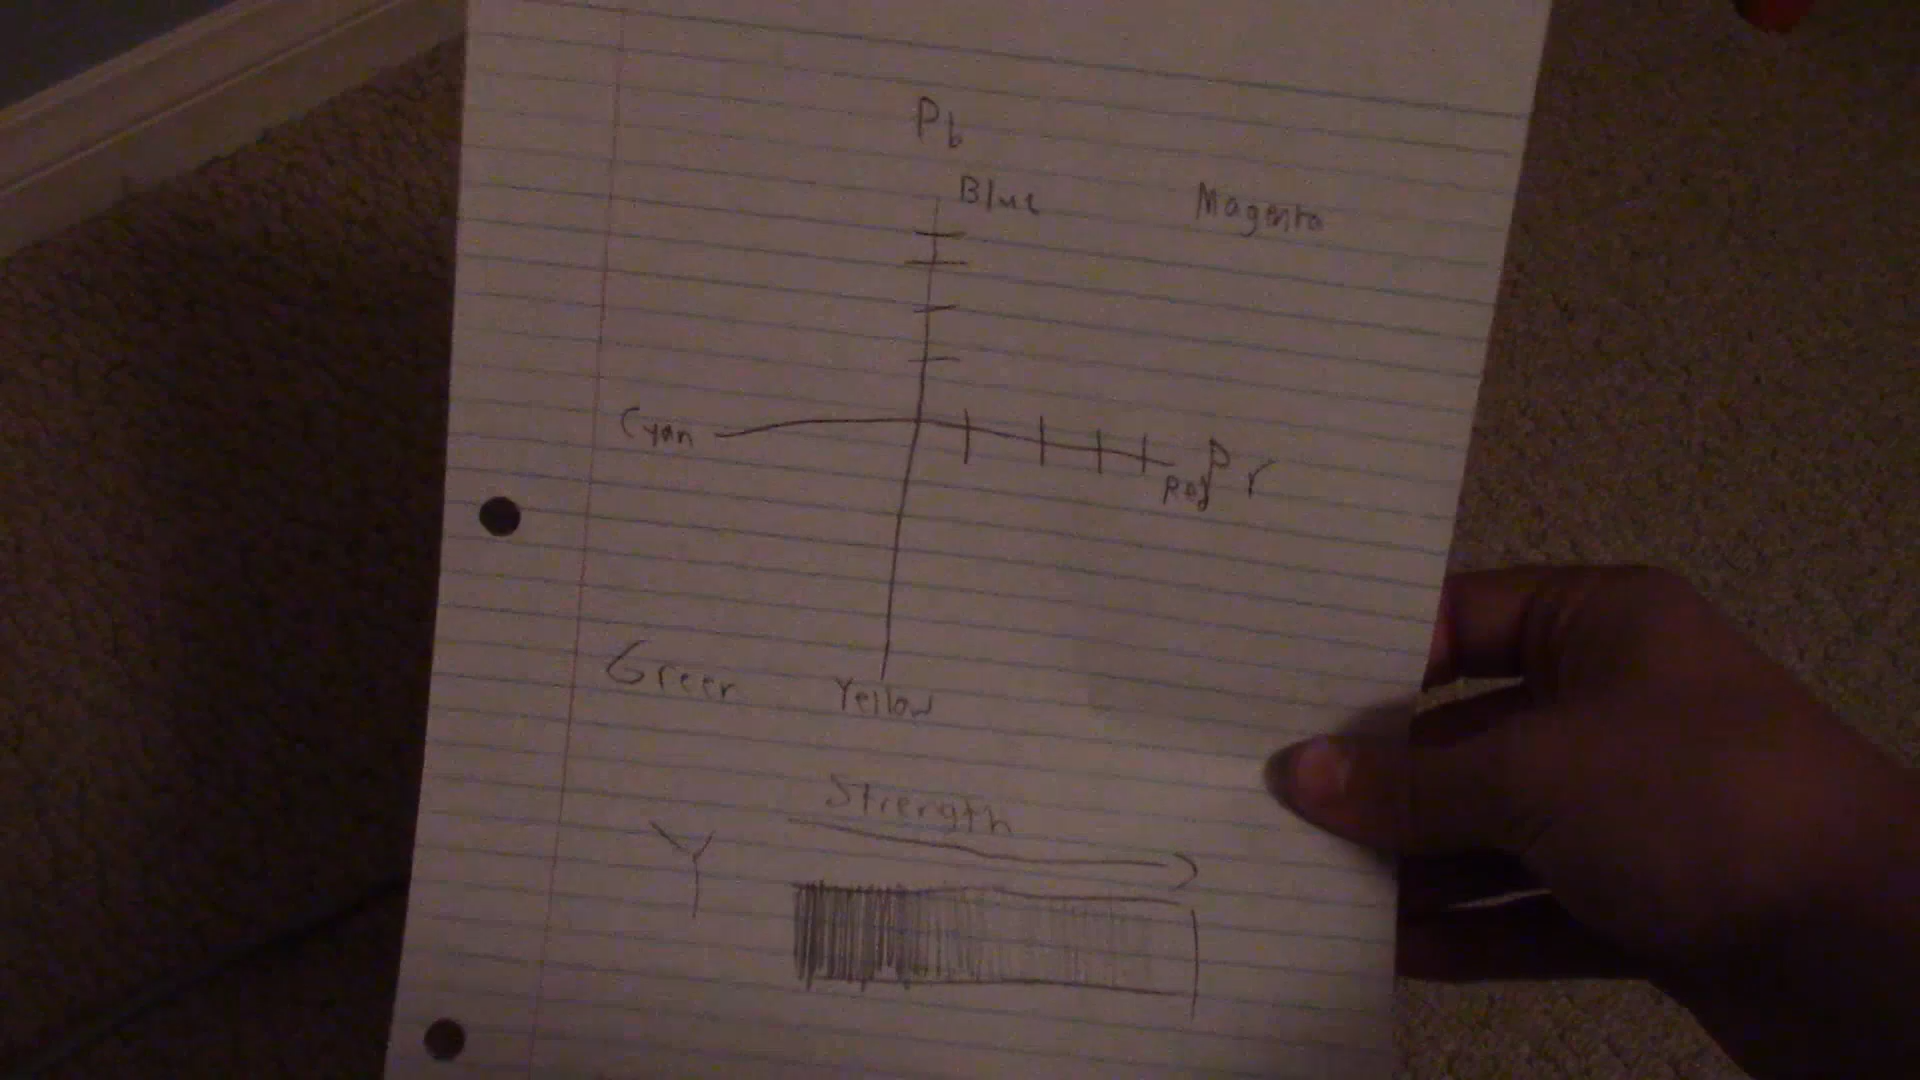 Pb
Blue Magenta
Cyan
Pr
Red
Green Yellow
Strength
Y